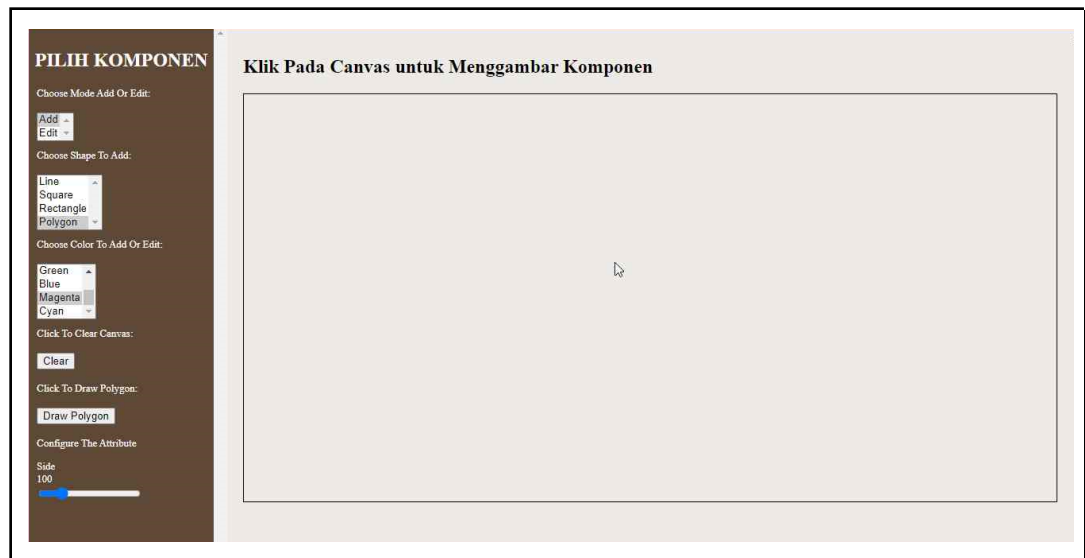 PILIH KOMPONEN
Choose Mode Add Or Edit:
Add
Edit
Choose Shape To Add:
Line
Square
Rectangle
Polygon
Choose Color To Add Or Edit:
Green
Blue
Magenta
Cyan
Click To Clear Canvas:
Clear
Click To Draw Polygon:
Draw Polygon
Configure The Attribute
Side
100
Klik Pada Canvas untuk Menggambar Komponen